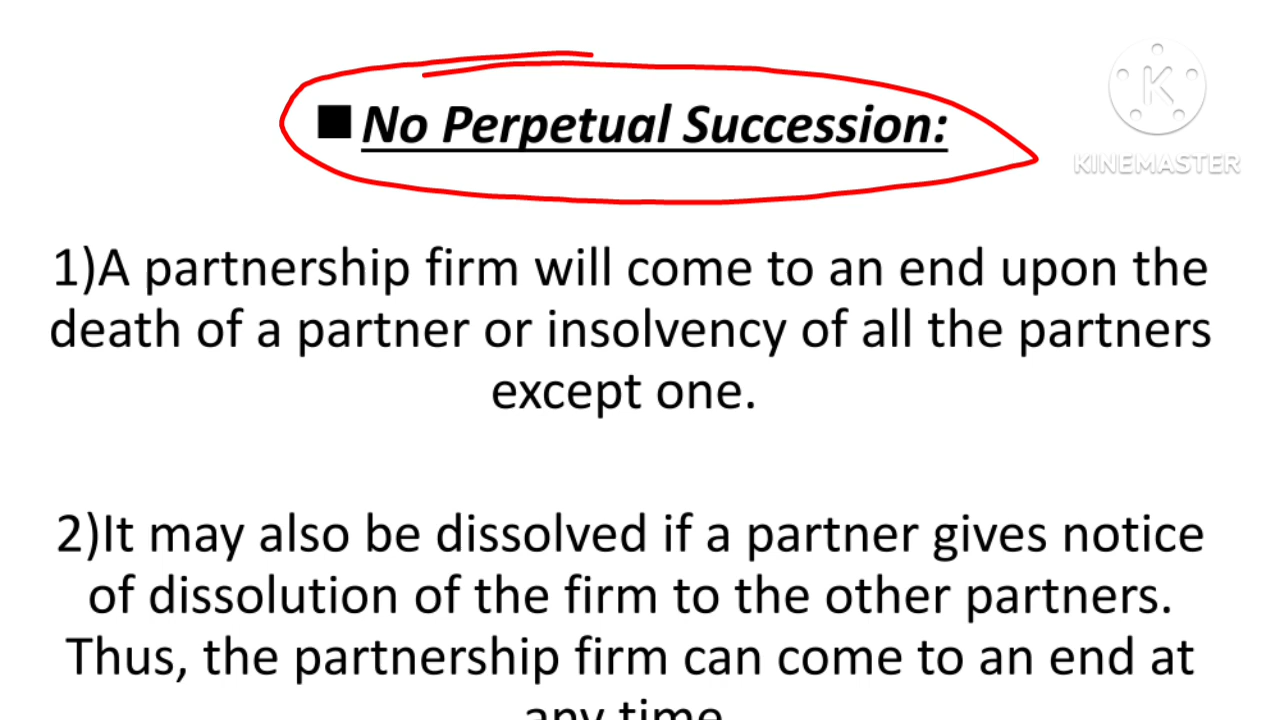 ■ No Perpetual Succession:
K
KINEMASTER
1)A partnership firm will come to an end upon the
death of a partner or insolvency of all the partners
except one.
2)It may also be dissolved if a partner gives notice
of dissolution of the firm to the other partners.
Thus, the partnership firm can come to an end at
any time